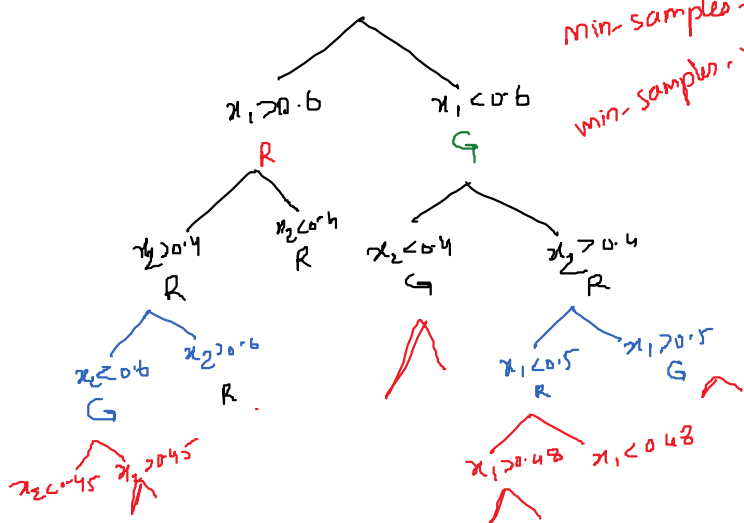 min-samples-
min-samples.
x₁>0.6 x₁<0.6
R G
x₂>0.4 x₂<0.4 x₂<0.4 x₂>0.4
R R G R
x₂<0.6 x₂>0.6 x₁<0.5 x₁>0.5
G R R G
x₂<0.45 x₂>0.45 x₁>0.48 x₁<0.48